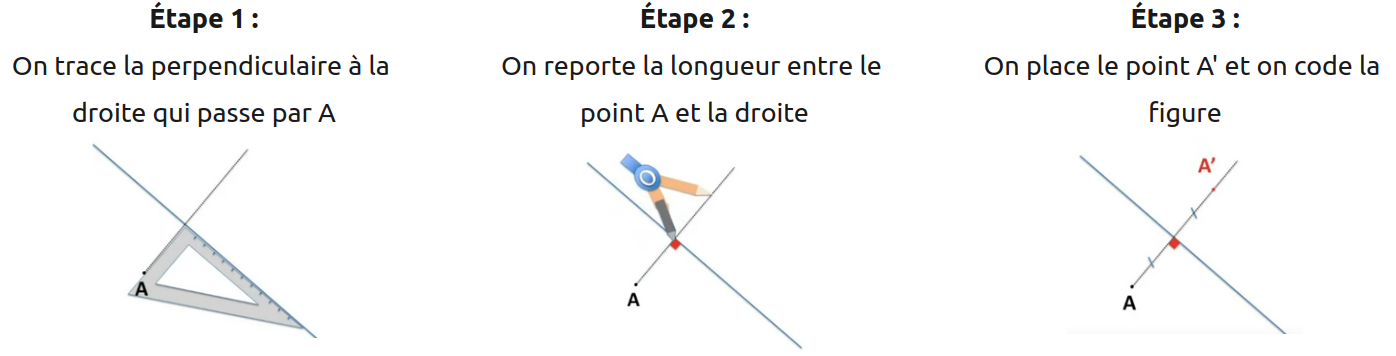 Étape 1 :
On trace la perpendiculaire à la
droite qui passe par A
A
Étape 2 :
On reporte la longueur entre le
point A et la droite
A
Étape 3 :
On place le point A' et on code la
figure
A’
A